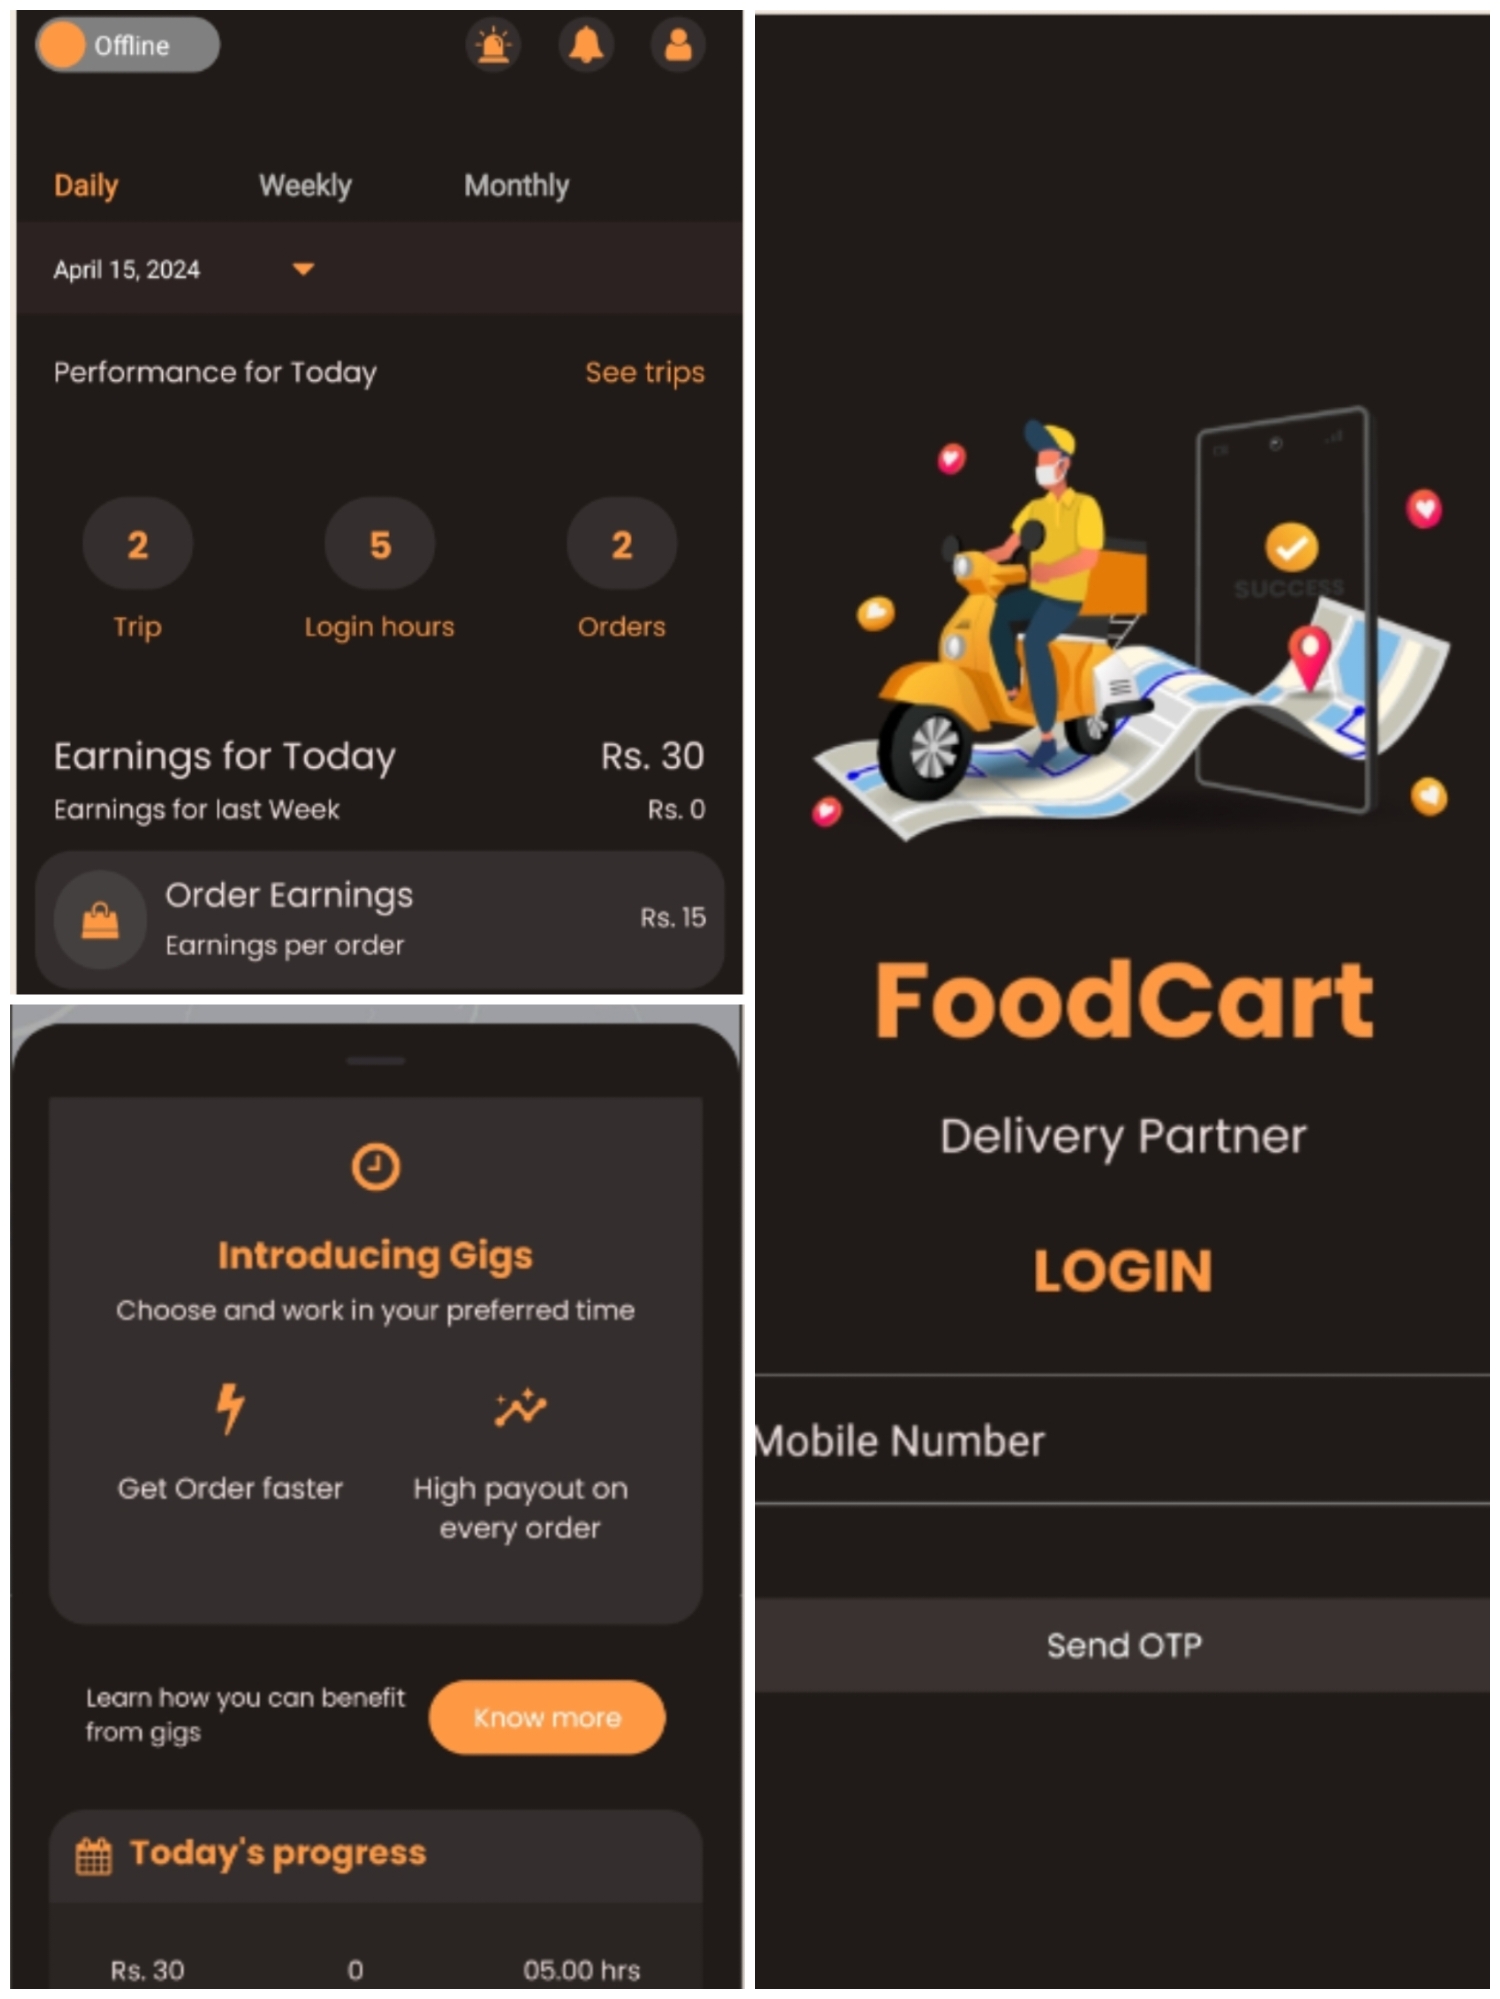 Offline
Daily Weekly Monthly
April 15, 2024
Performance for Today See trips
2 5 2
Trip Login hours Orders
Earnings for Today Rs. 30
Earnings for last Week Rs. 0
Order Earnings
Earnings per order
Rs. 15
Introducing Gigs
Choose and work in your preferred time
Get Order faster
High payout on
every order
Learn how you can benefit
from gigs
Know more
Today's progress
Rs. 30 0 05.00 hrs
SUCCESS
FoodCart
Delivery Partner
LOGIN
Mobile Number
Send OTP